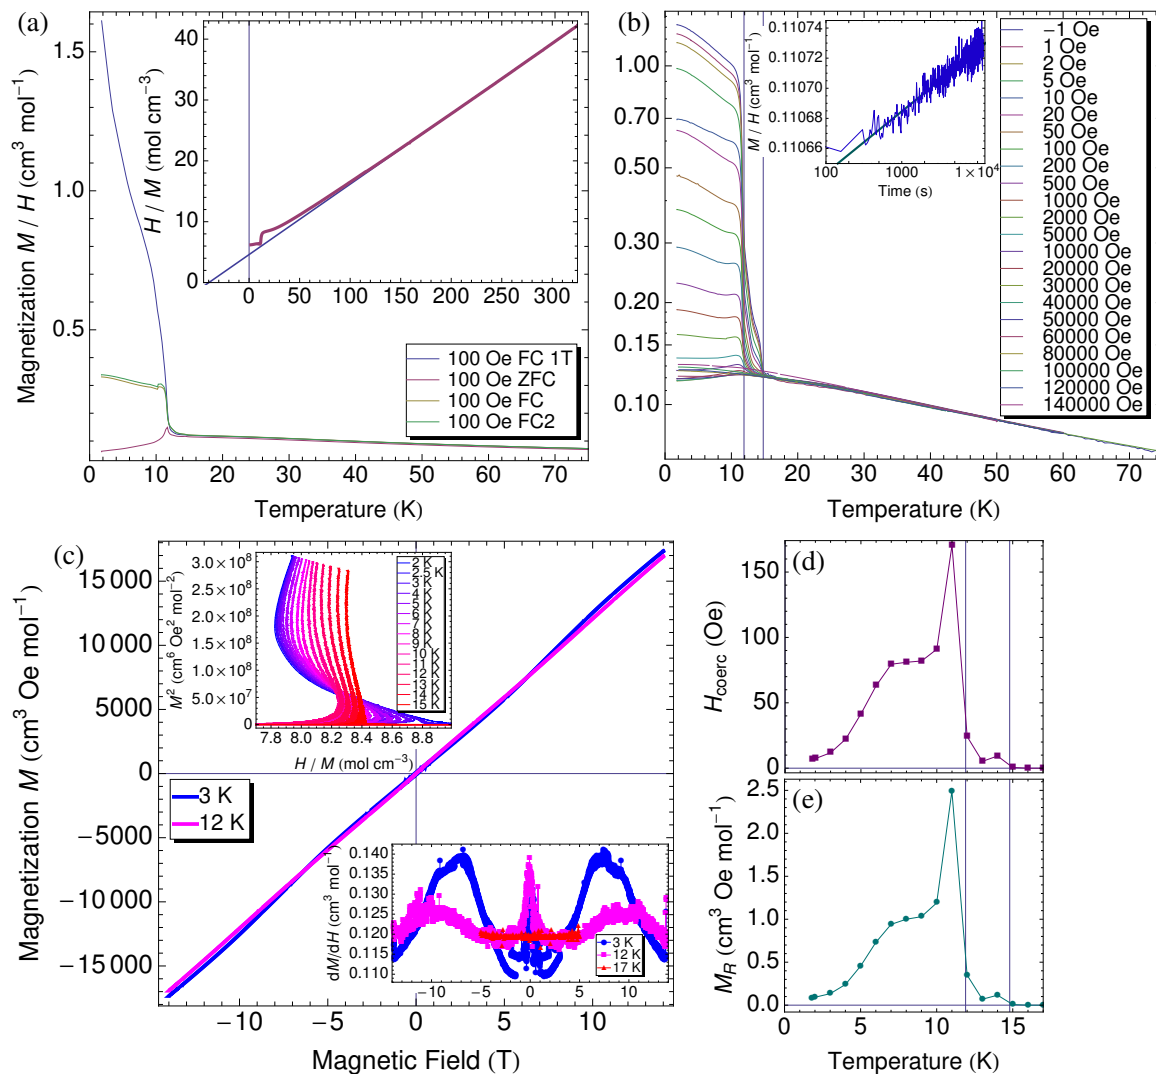 (a)
Magnetization M / H (cm³ mol⁻¹)
1.6
1.0
0.5
0 10 20 30 40 50 60 70
Temperature (K)
H / M (mol cm⁻³)
40
30
20
10
0
0 50 100 150 200 250 300
100 Oe FC 1T
100 Oe ZFC
100 Oe FC
100 Oe FC2
(b)
1.00
0.70
0.50
0.30
0.20
0.15
0.10
0 10 20 30 40 50 60 70
Temperature (K)
M / H (cm³ mol⁻¹)
0.11074
0.11072
0.11070
0.11068
0.11066
100 1000 1×10⁴
Time (s)
−1 Oe
1 Oe
2 Oe
5 Oe
10 Oe
20 Oe
50 Oe
100 Oe
200 Oe
500 Oe
1000 Oe
2000 Oe
5000 Oe
10000 Oe
20000 Oe
30000 Oe
40000 Oe
50000 Oe
60000 Oe
80000 Oe
100000 Oe
120000 Oe
140000 Oe
(c)
Magnetization M (cm³ Oe mol⁻¹)
15 000
10 000
5000
0
−5000
−10 000
−15 000
−10 −5 0 5 10
Magnetic Field (T)
M² (cm⁶ Oe² mol⁻²)
3.0×10⁸
2.5×10⁸
2.0×10⁸
1.5×10⁸
1.0×10⁸
5.0×10⁷
0
7.8 8.0 8.2 8.4 8.6 8.8
H / M (mol cm⁻³)
2 K
2.5 K
3 K
4 K
5 K
6 K
7 K
8 K
9 K
10 K
11 K
12 K
13 K
14 K
15 K
3 K
12 K
dM/dH (cm³ mol⁻¹)
0.140
0.135
0.130
0.125
0.120
0.115
0.110
−10 −5 0 5 10
3 K
12 K
17 K
(d)
H coerc (Oe)
150
100
50
0
(e)
M_R (cm³ Oe mol⁻¹)
2.5
2.0
1.5
1.0
0.5
0.0
0 5 10 15
Temperature (K)